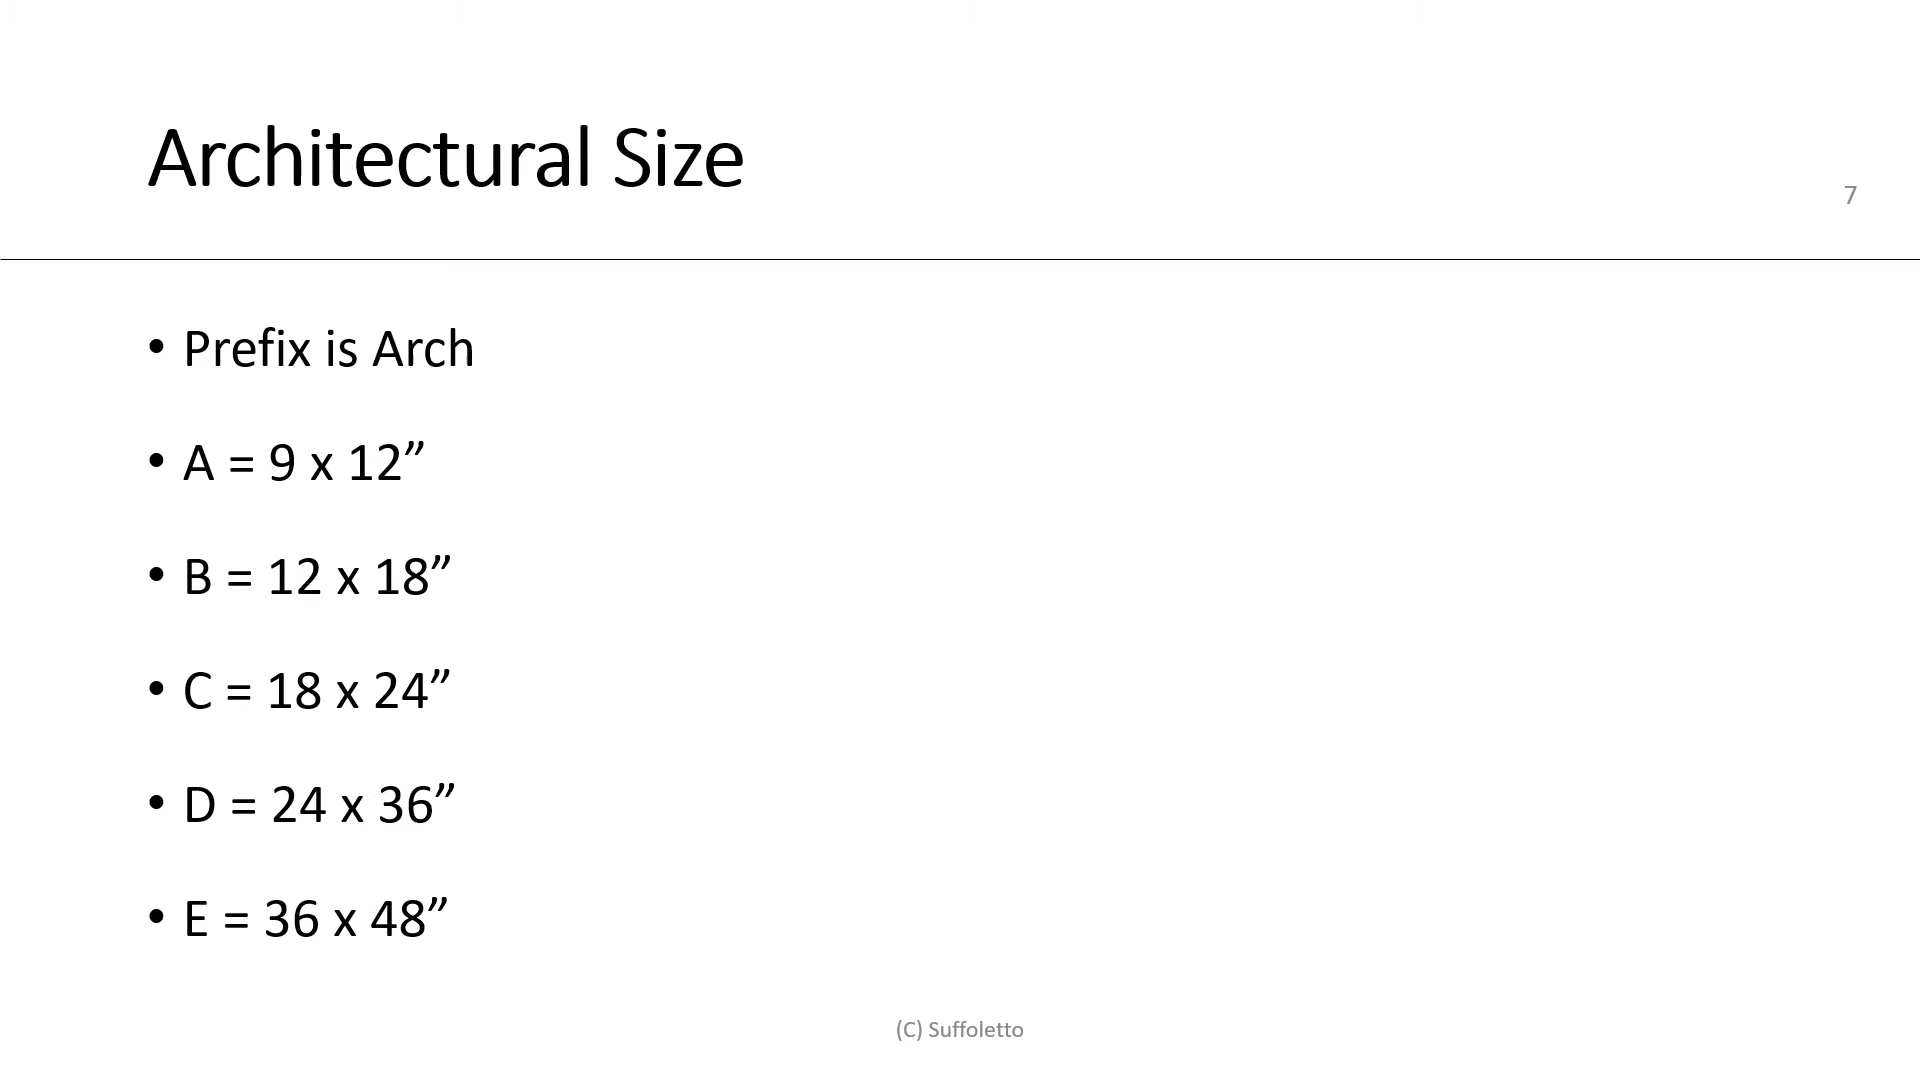 Architectural Size
7
• Prefix is Arch
• A = 9 x 12”
• B = 12 x 18”
• C = 18 x 24”
• D = 24 x 36”
• E = 36 x 48”
(C) Suffoletto